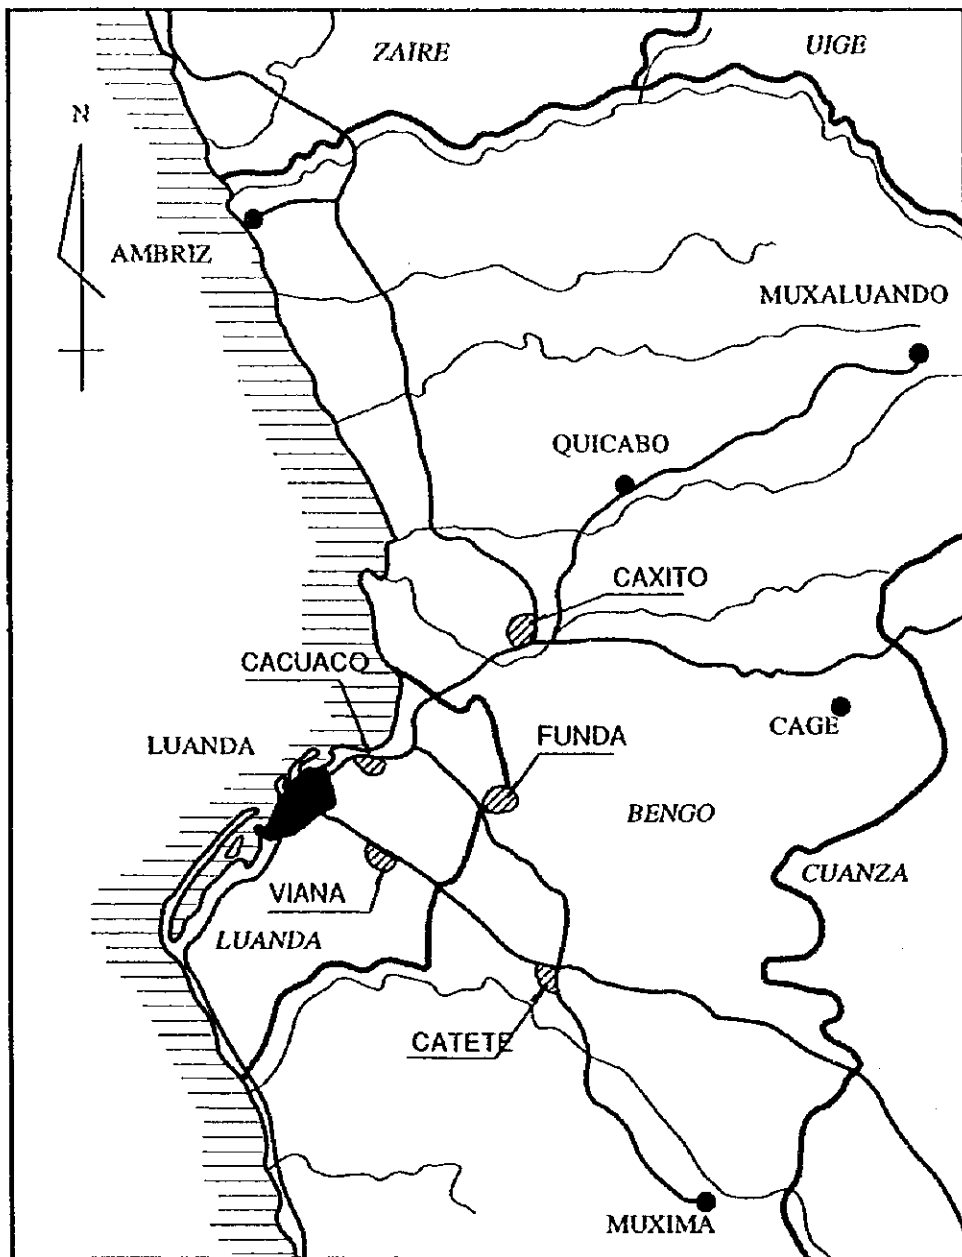 ZAIRE
UIGE
N
AMBRIZ
MUXALUANDO
QUICABO
CAXITO
CACUACO
LUANDA
FUNDA
CAGE
BENGO
CUANZA
VIANA
LUANDA
CATETE
MUXIMA